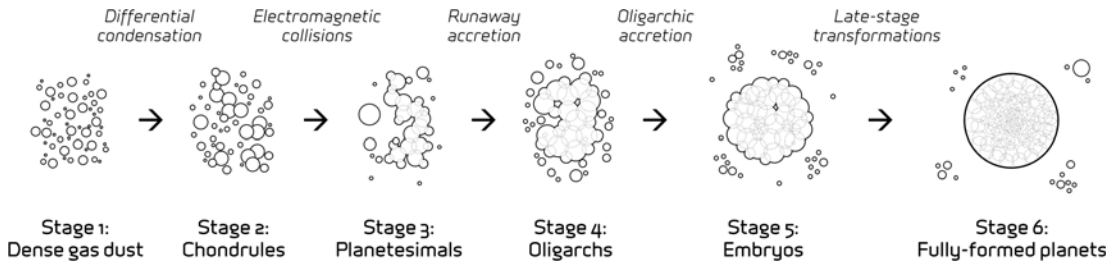 Differential
condensation
Electromagnetic
collisions
Runaway
accretion
Oligarchic
accretion
Late-stage
transformations
Stage 1:
Dense gas dust
Stage 2:
Chondrules
Stage 3:
Planetesimals
Stage 4:
Oligarchs
Stage 5:
Embryos
Stage 6:
Fully-formed planets